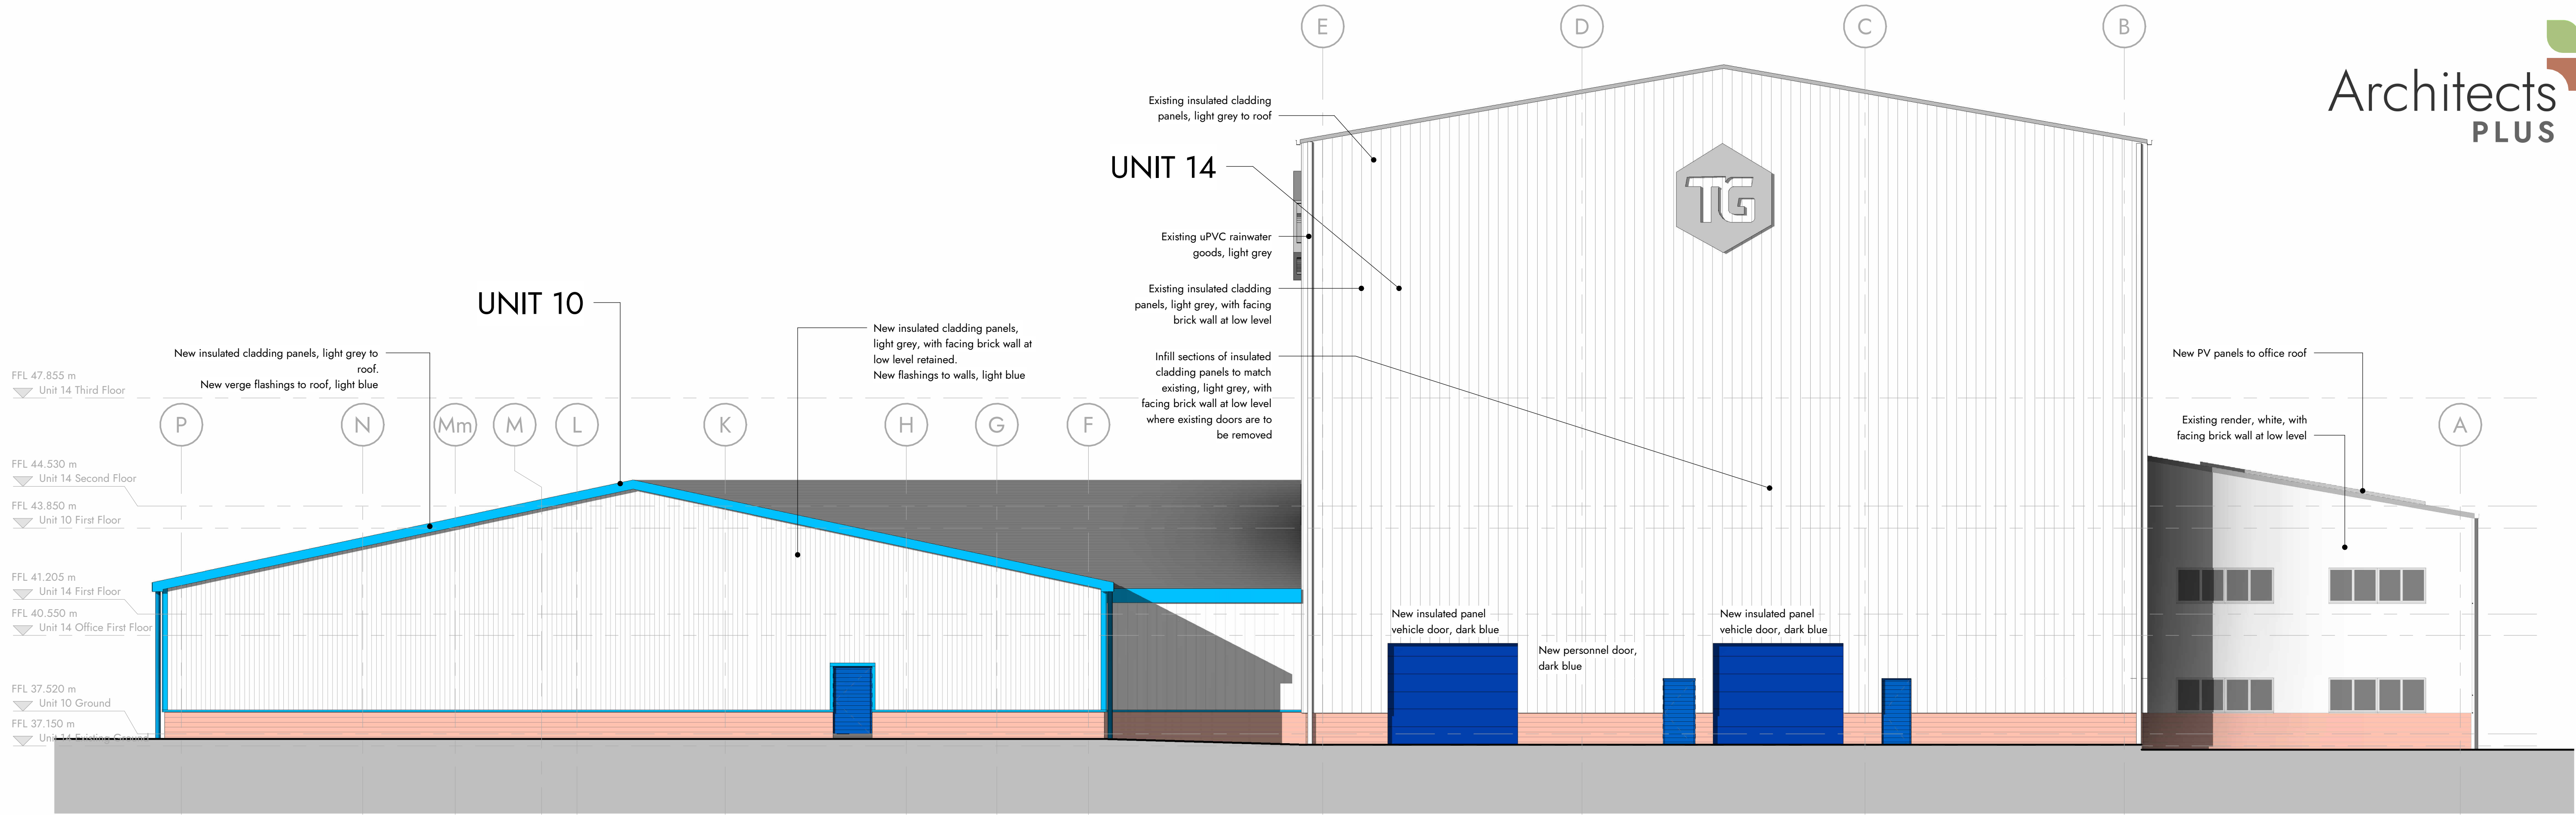 E
D
C
B
Architects
PLUS
Existing insulated cladding
panels, light grey to roof
UNIT 14
TG
Existing uPVC rainwater
goods, light grey
Existing insulated cladding
panels, light grey, with facing
brick wall at low level
Infill sections of insulated
cladding panels to match
existing, light grey, with
facing brick wall at low level
where existing doors are to
be removed
UNIT 10
New insulated cladding panels, light grey to
roof.
New verge flashings to roof, light blue
New insulated cladding panels,
light grey, with facing brick wall at
low level retained.
New flashings to walls, light blue
New PV panels to office roof
Existing render, white, with
facing brick wall at low level
FFL 47.855 m
Unit 14 Third Floor
P
N
Mm
M
L
K
H
G
F
A
FFL 44.530 m
Unit 14 Second Floor
FFL 43.850 m
Unit 10 First Floor
FFL 41.205 m
Unit 14 First Floor
FFL 40.550 m
Unit 14 Office First Floor
New insulated panel
vehicle door, dark blue
New personnel door,
dark blue
New insulated panel
vehicle door, dark blue
FFL 37.520 m
Unit 10 Ground
FFL 37.150 m
Unit 14 Existing Ground